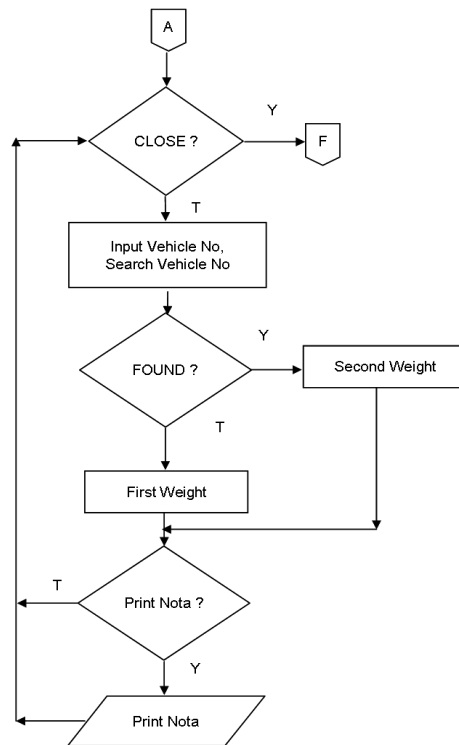 A
Y
CLOSE ?
F
T
Input Vehicle No,
Search Vehicle No
Y
FOUND ?
Second Weight
T
First Weight
T
Print Nota ?
Y
Print Nota